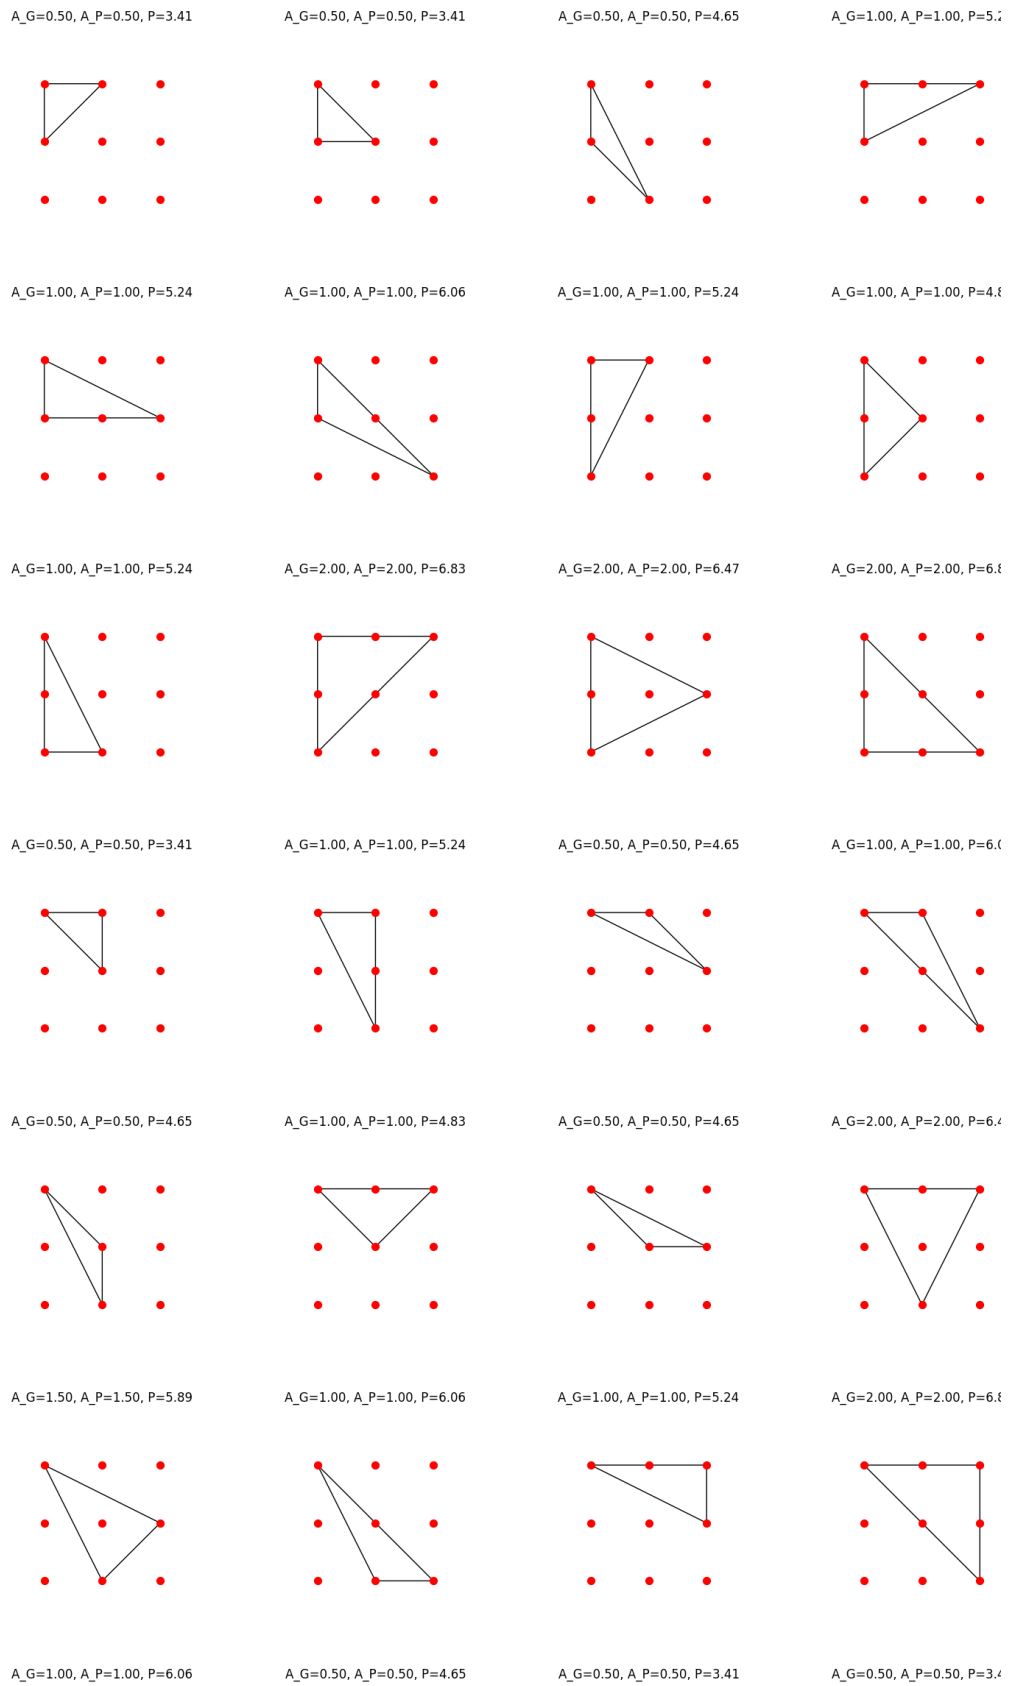 A_G=0.50, A_P=0.50, P=3.41
A_G=0.50, A_P=0.50, P=3.41
A_G=0.50, A_P=0.50, P=4.65
A_G=1.00, A_P=1.00, P=5.2
A_G=1.00, A_P=1.00, P=5.24
A_G=1.00, A_P=1.00, P=6.06
A_G=1.00, A_P=1.00, P=5.24
A_G=1.00, A_P=1.00, P=4.8
A_G=1.00, A_P=1.00, P=5.24
A_G=2.00, A_P=2.00, P=6.83
A_G=2.00, A_P=2.00, P=6.47
A_G=2.00, A_P=2.00, P=6.8
A_G=0.50, A_P=0.50, P=3.41
A_G=1.00, A_P=1.00, P=5.24
A_G=0.50, A_P=0.50, P=4.65
A_G=1.00, A_P=1.00, P=6.0
A_G=0.50, A_P=0.50, P=4.65
A_G=1.00, A_P=1.00, P=4.83
A_G=0.50, A_P=0.50, P=4.65
A_G=2.00, A_P=2.00, P=6.4
A_G=1.50, A_P=1.50, P=5.89
A_G=1.00, A_P=1.00, P=6.06
A_G=1.00, A_P=1.00, P=5.24
A_G=2.00, A_P=2.00, P=6.8
A_G=1.00, A_P=1.00, P=6.06
A_G=0.50, A_P=0.50, P=4.65
A_G=0.50, A_P=0.50, P=3.41
A_G=0.50, A_P=0.50, P=3.4